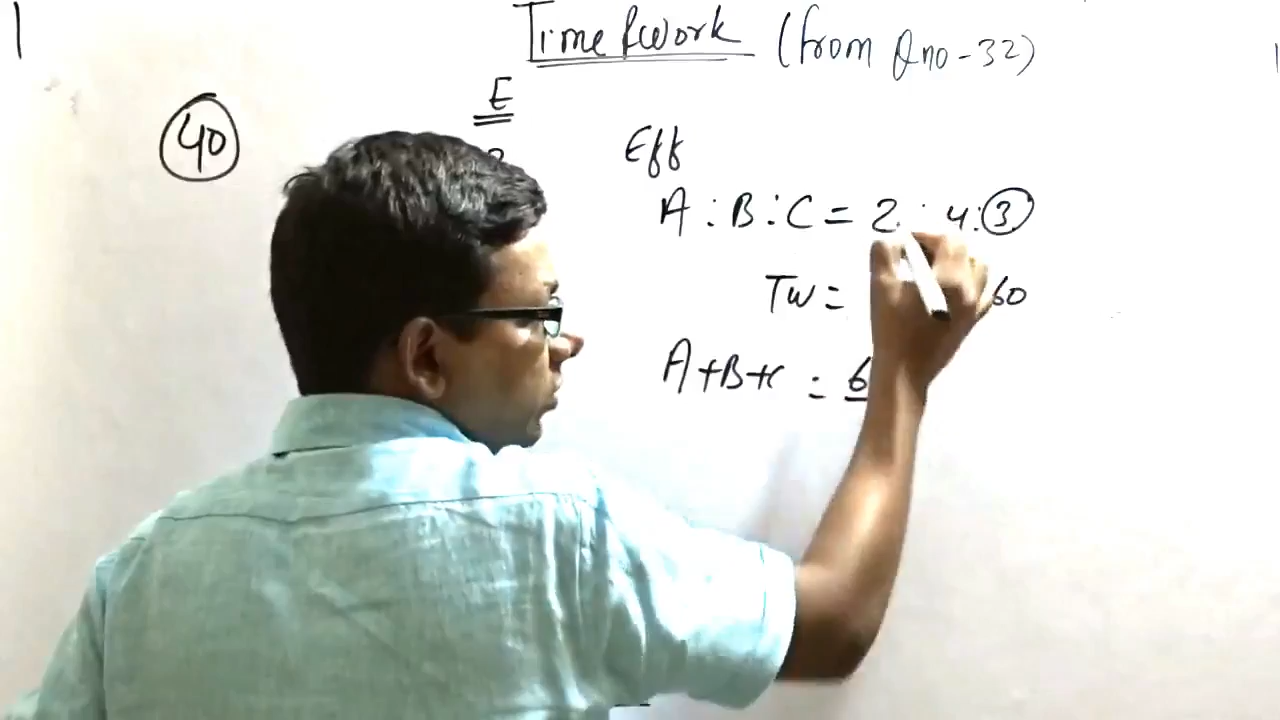 Time & Work (from Qno-32)
40
E
Eff
A : B : C = 2 : 4 : 3
TW = 60
A+B+C = 6